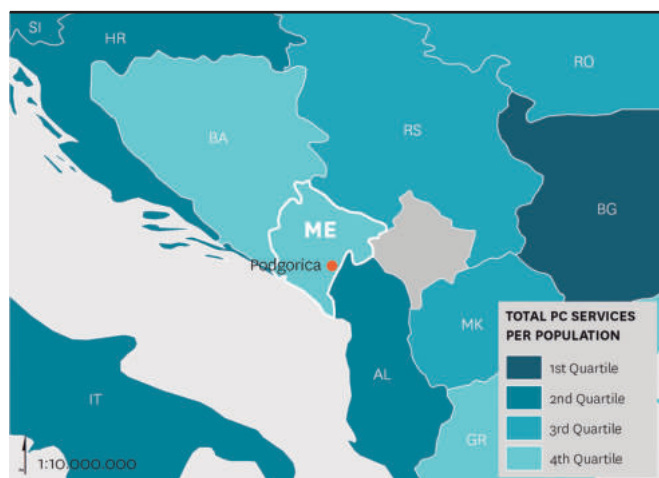 SI
HR
RO
BA
RS
BG
ME
Podgorica
MK
AL
IT
GR
TOTAL PC SERVICES
PER POPULATION
1st Quartile
2nd Quartile
3rd Quartile
4th Quartile
1:10.000.000